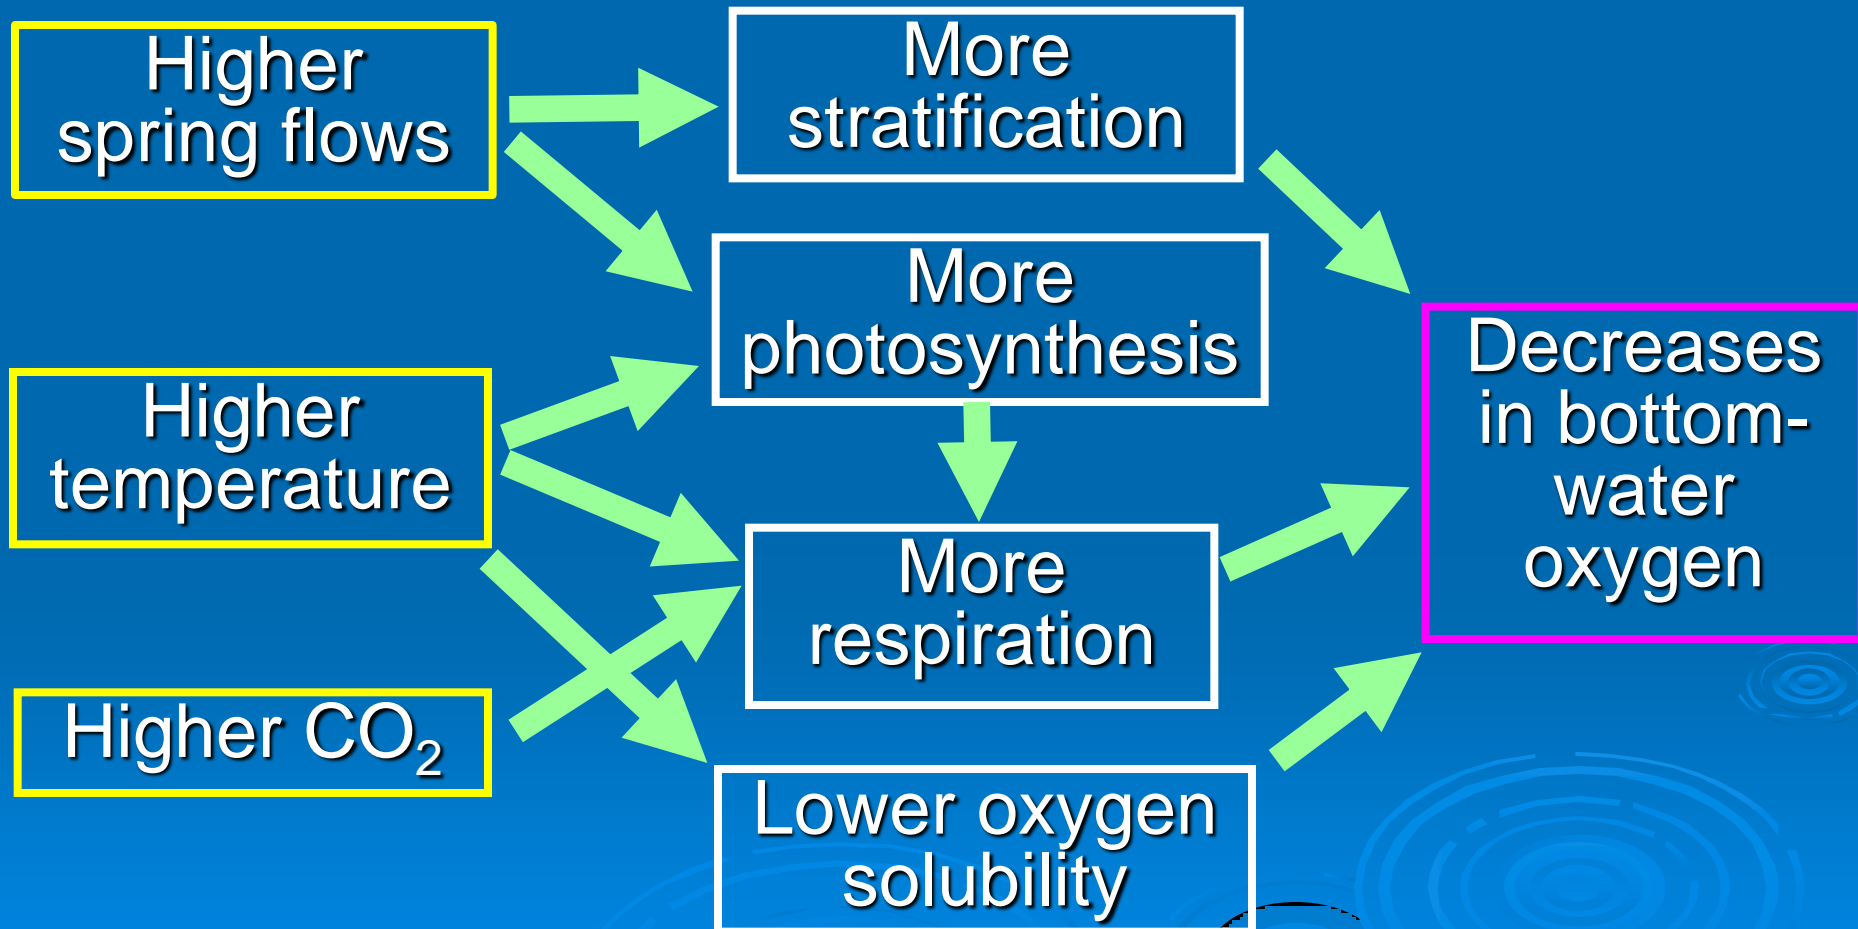 Higher
spring flows
More
stratification
More
photosynthesis
Higher
temperature
Decreases
in bottom-
water
oxygen
More
respiration
Higher CO₂
Lower oxygen
solubility